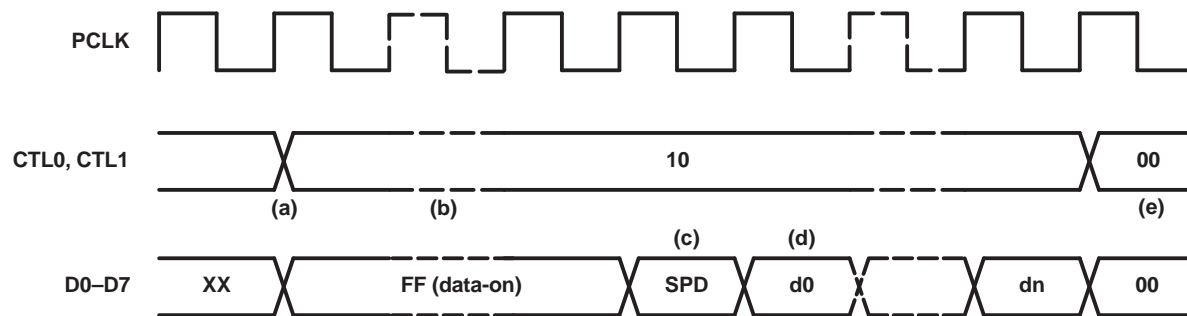 PCLK
CTL0, CTL1
10
00
(a)
(b)
(e)
(c)
(d)
D0–D7
XX
FF (data-on)
SPD
d0
dn
00